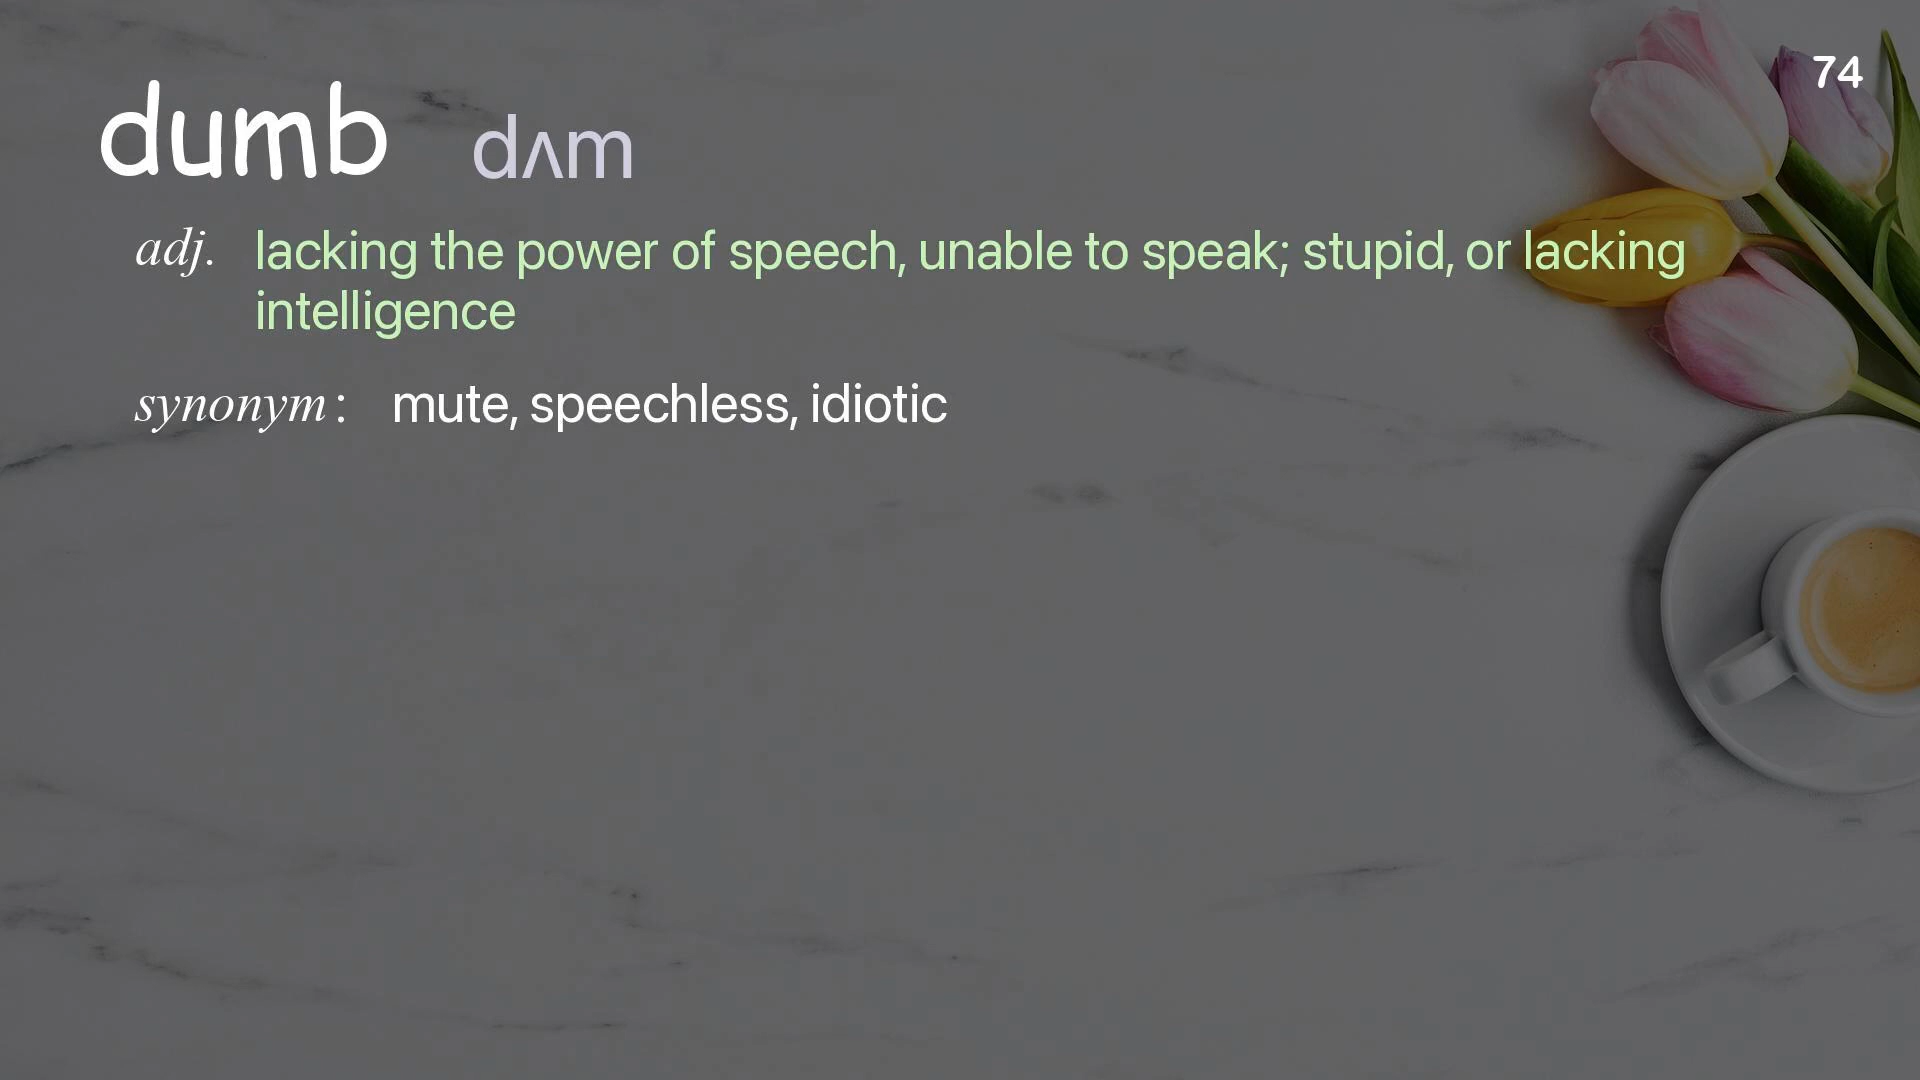 74
dumb dʌm
adj. lacking the power of speech, unable to speak; stupid, or lacking
intelligence
synonym : mute, speechless, idiotic